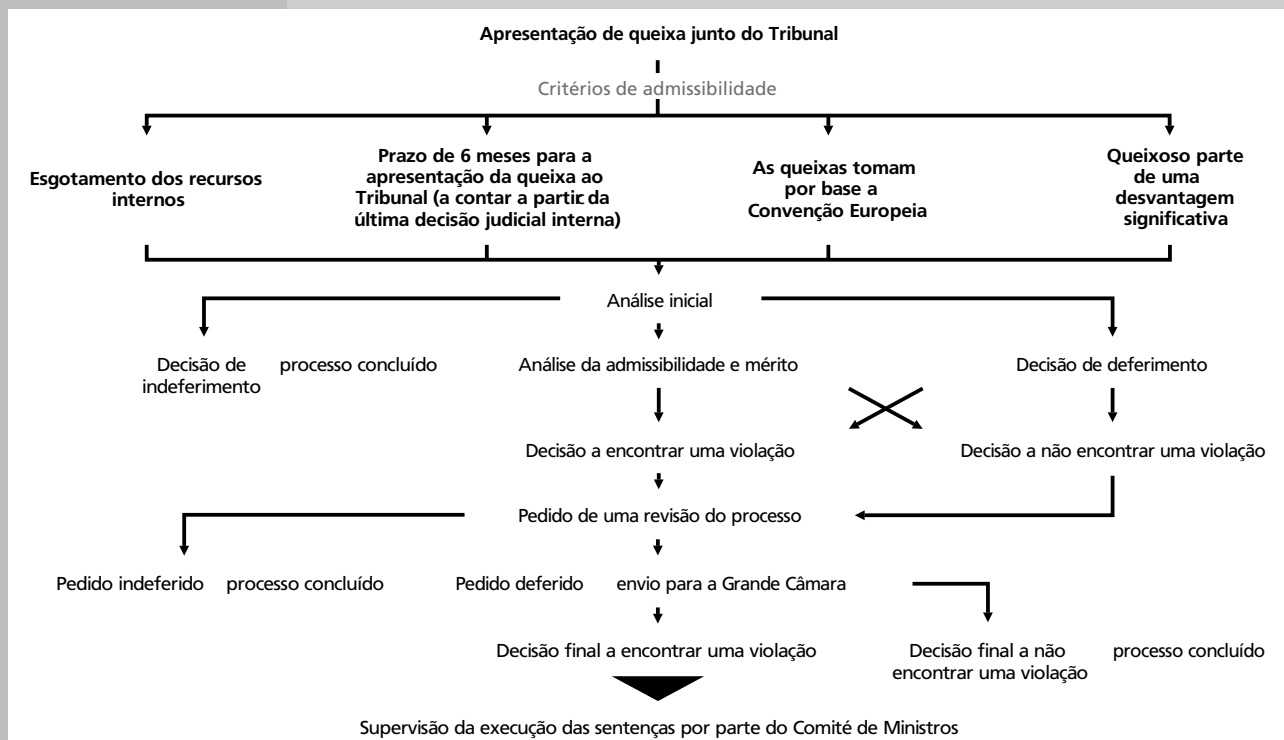 Apresentação de queixa junto do Tribunal
Critérios de admissibilidade
Esgotamento dos recursos
internos
Prazo de 6 meses para a
apresentação da queixa ao
Tribunal (a contar a partir da
última decisão judicial interna)
As queixas tomam
por base a
Convenção Europeia
Queixoso parte
de uma
desvantagem
significativa
Análise inicial
Decisão de
indeferimento
processo concluído
Análise da admissibilidade e mérito
Decisão de deferimento
Decisão a encontrar uma violação
Decisão a não encontrar uma violação
Pedido de uma revisão do processo
Pedido indeferido
processo concluído
Pedido deferido
envio para a Grande Câmara
Decisão final a encontrar uma violação
Decisão final a não
encontrar uma violação
processo concluído
Supervisão da execução das sentenças por parte do Comité de Ministros